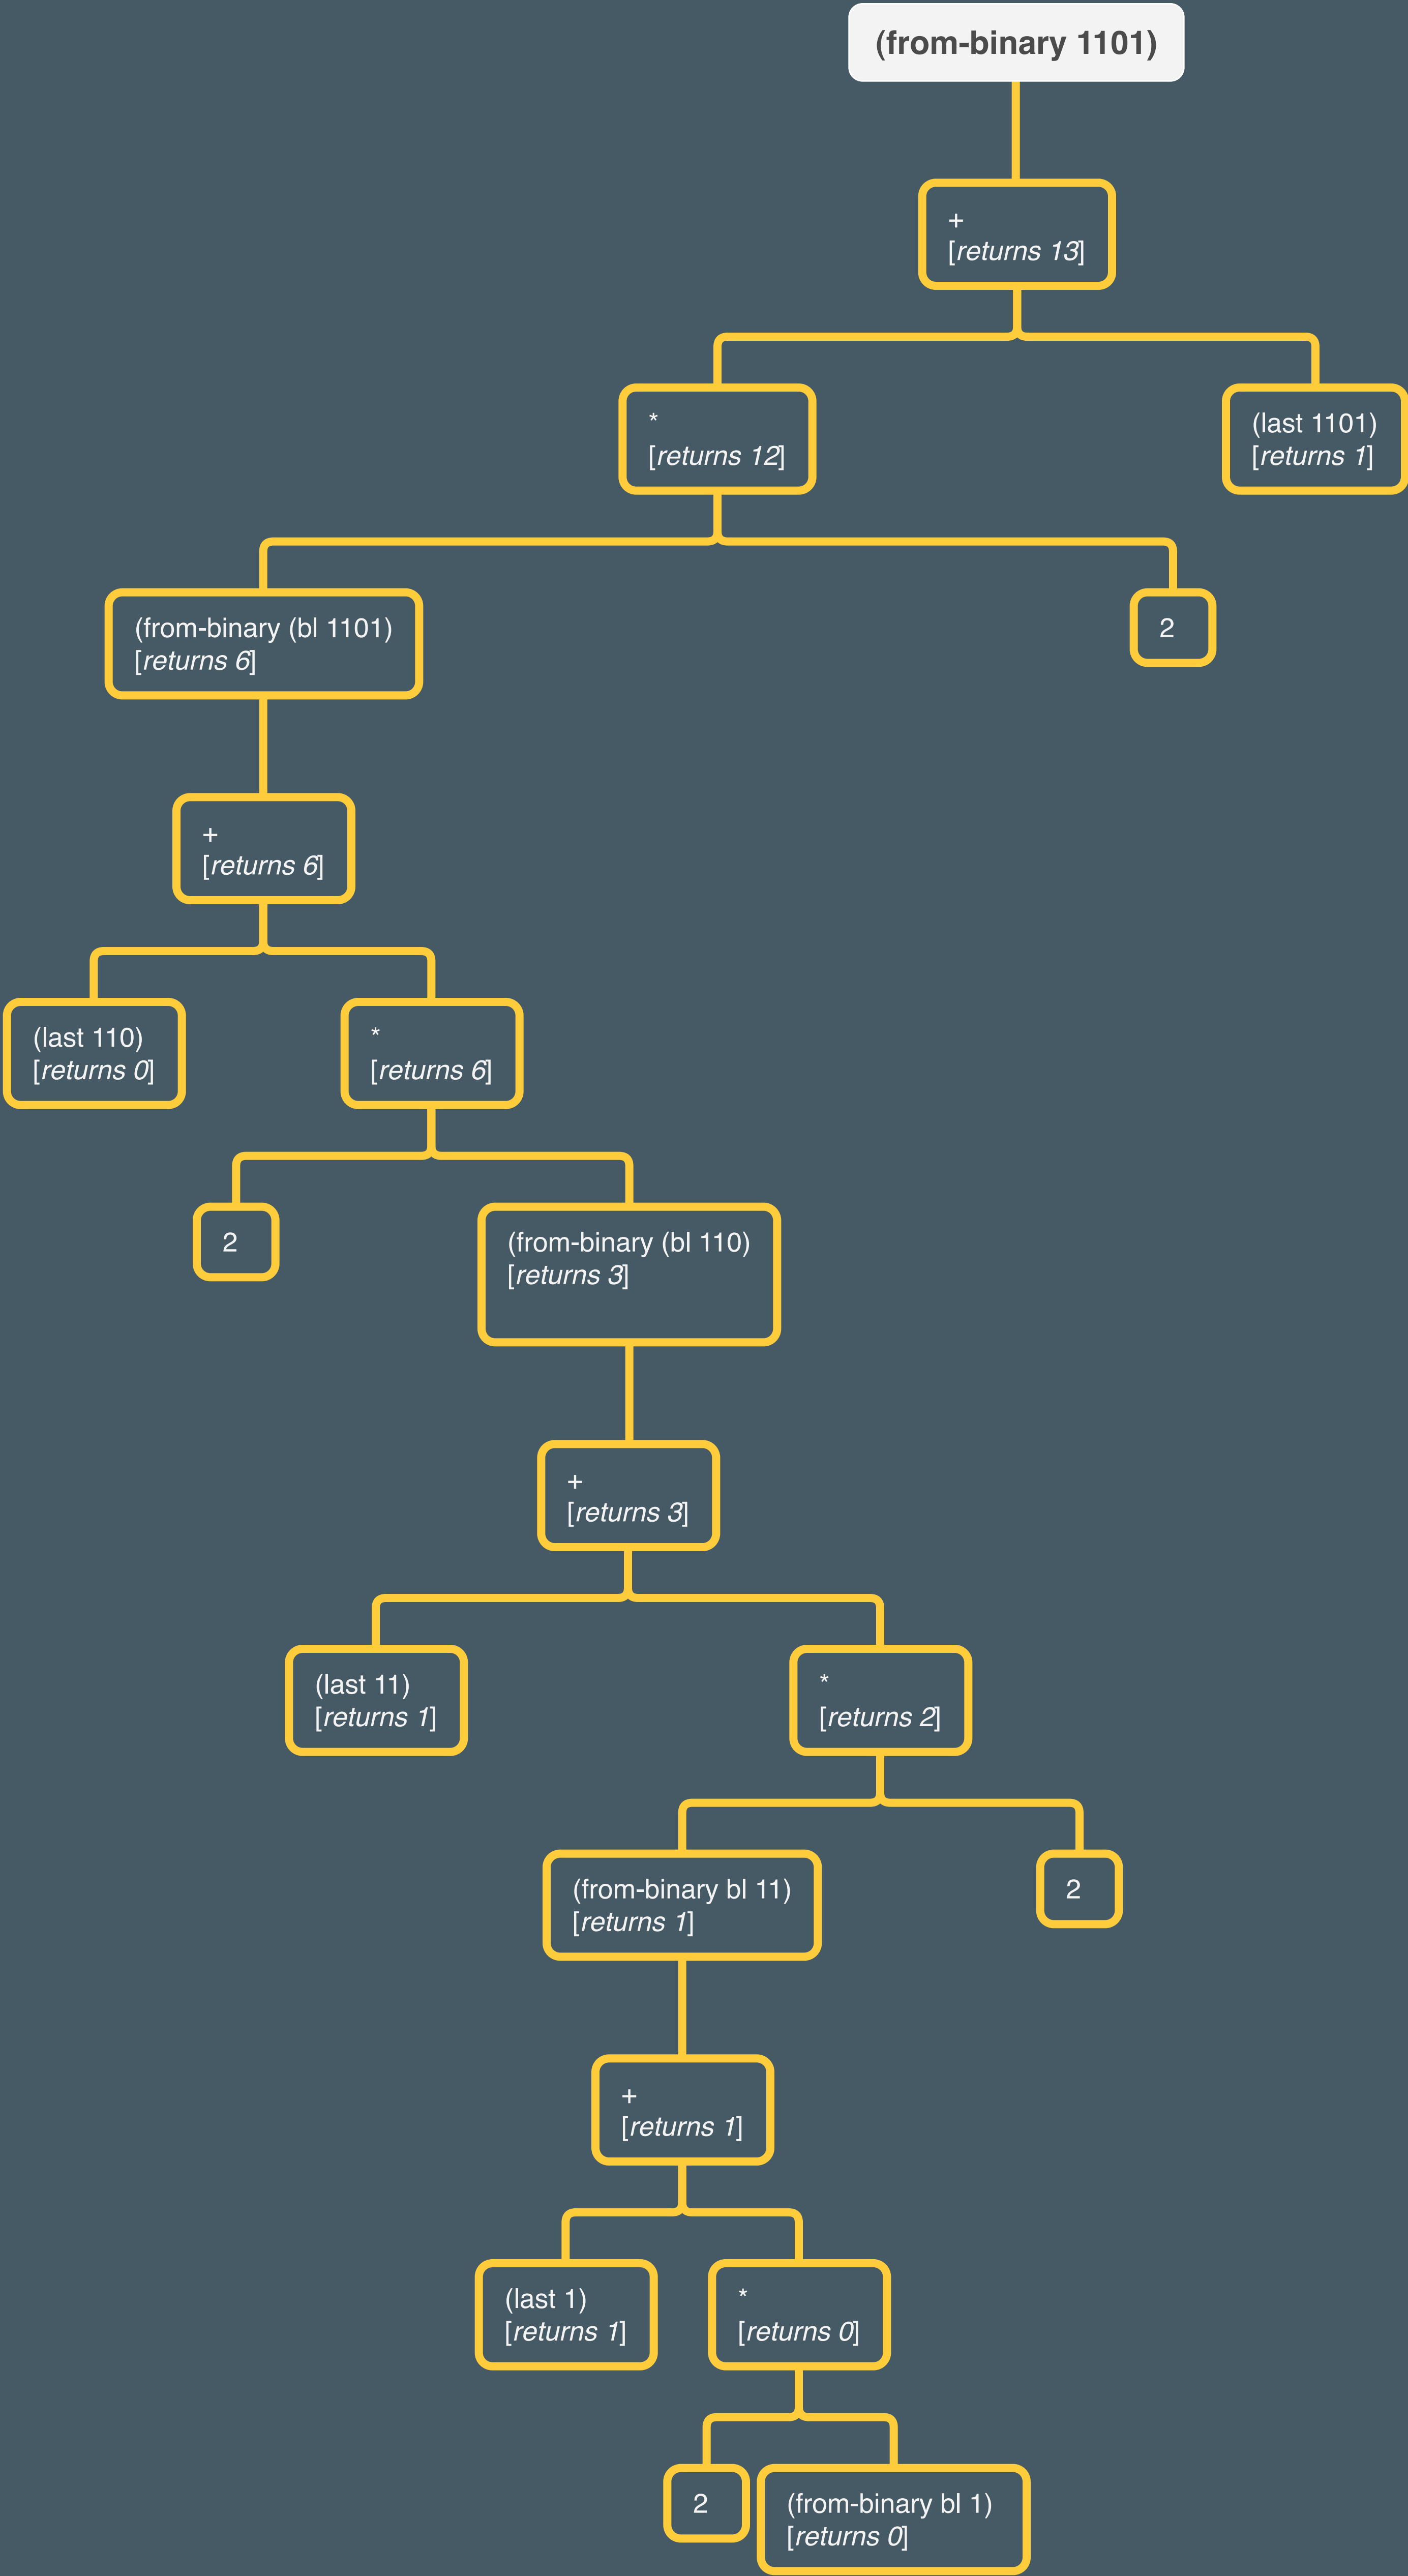 (from-binary 1101)
+
[returns 13]
*
[returns 12]
(last 1101)
[returns 1]
(from-binary (bl 1101)
[returns 6]
2
+
[returns 6]
(last 110)
[returns 0]
*
[returns 6]
2
(from-binary (bl 110)
[returns 3]
+
[returns 3]
(last 11)
[returns 1]
*
[returns 2]
(from-binary bl 11)
[returns 1]
2
+
[returns 1]
(last 1)
[returns 1]
*
[returns 0]
2
(from-binary bl 1)
[returns 0]